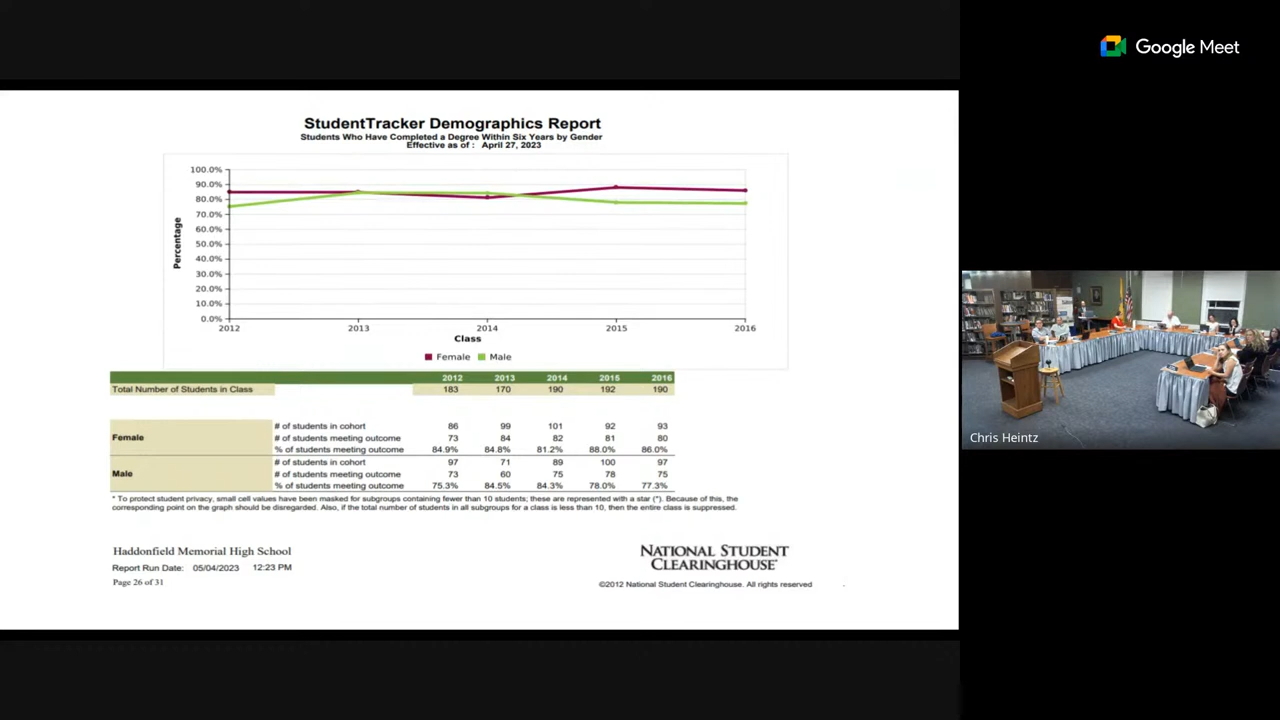 Google Meet
StudentTracker Demographics Report
Students Who Have Completed a Degree Within Six Years by Gender
Effective as of : April 27, 2023
100.0%
90.0%
80.0%
70.0%
60.0%
50.0%
40.0%
30.0%
20.0%
10.0%
0.0%
Percentage
2012 2013 2014 2015 2016
Class
Female Male
2012 2013 2014 2015 2016
Total Number of Students in Class 183 170 190 192 190
Female
# of students in cohort 86 99 101 92 93
# of students meeting outcome 73 84 82 81 80
% of students meeting outcome 84.9% 84.8% 81.2% 88.0% 86.0%
Male
# of students in cohort 97 71 89 100 97
# of students meeting outcome 73 60 75 78 75
% of students meeting outcome 75.3% 84.5% 84.3% 78.0% 77.3%
* To protect student privacy, small cell values have been masked for subgroups containing fewer than 10 students; these are represented with a star (*). Because of this, the
corresponding point on the graph should be disregarded. Also, if the total number of students in all subgroups for a class is less than 10, then the entire class is suppressed.
Haddonfield Memorial High School
Report Run Date: 05/04/2023 12:23 PM
Page 26 of 31
NATIONAL STUDENT
CLEARINGHOUSE®
©2012 National Student Clearinghouse. All rights reserved
Chris Heintz